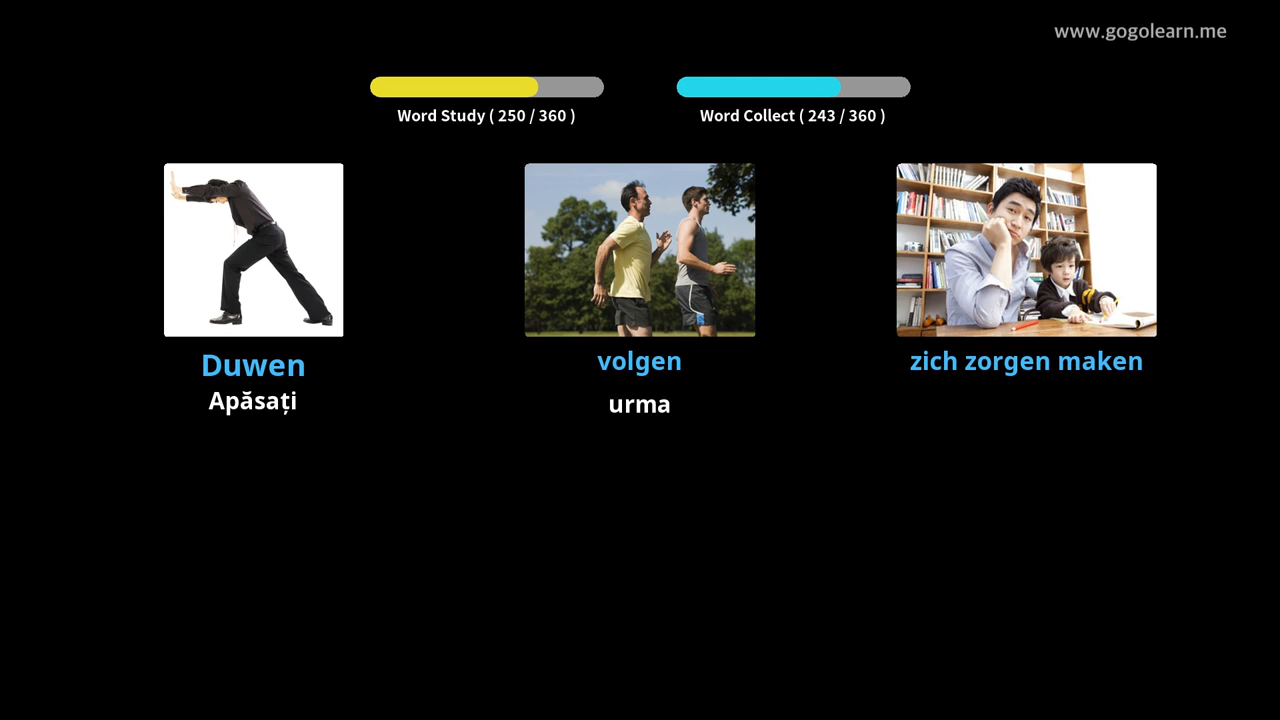 www.gogolearn.me
Word Study ( 250 / 360 )
Word Collect ( 243 / 360 )
Duwen
Apăsați
volgen
urma
zich zorgen maken